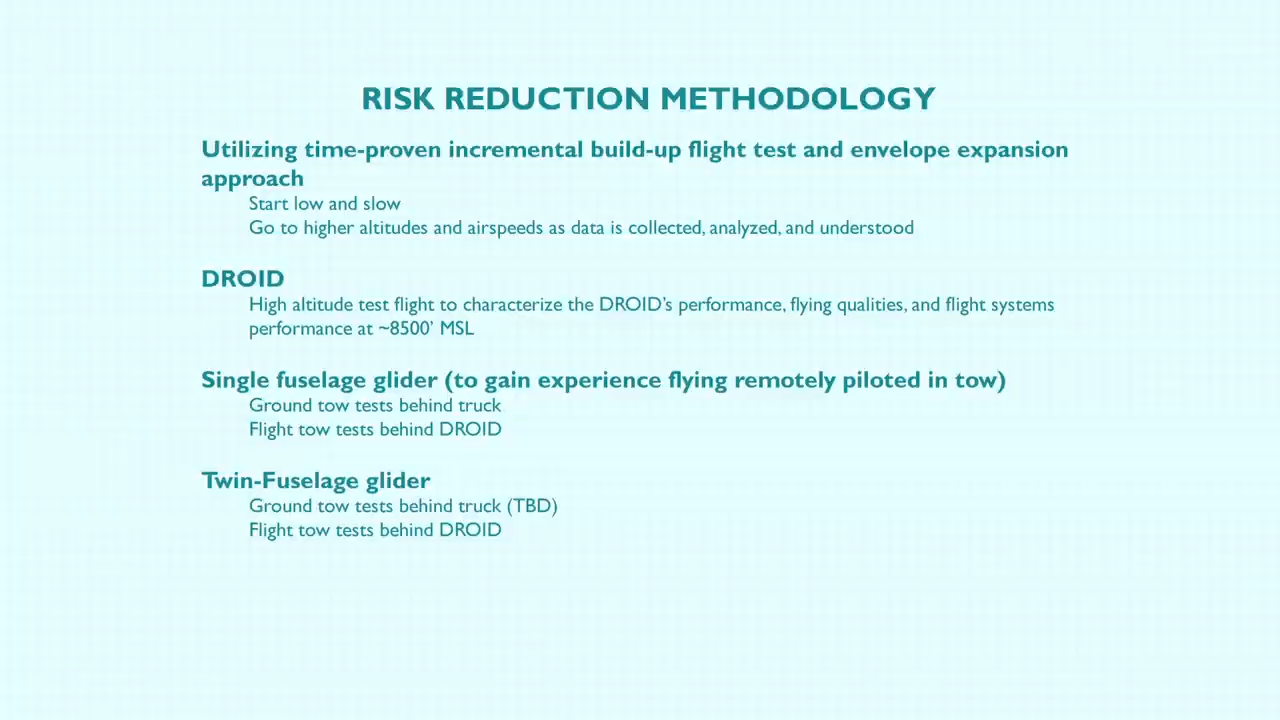 RISK REDUCTION METHODOLOGY
Utilizing time-proven incremental build-up flight test and envelope expansion
approach
Start low and slow
Go to higher altitudes and airspeeds as data is collected, analyzed, and understood
DROID
High altitude test flight to characterize the DROID's performance, flying qualities, and flight systems
performance at ~8500' MSL
Single fuselage glider (to gain experience flying remotely piloted in tow)
Ground tow tests behind truck
Flight tow tests behind DROID
Twin-Fuselage glider
Ground tow tests behind truck (TBD)
Flight tow tests behind DROID